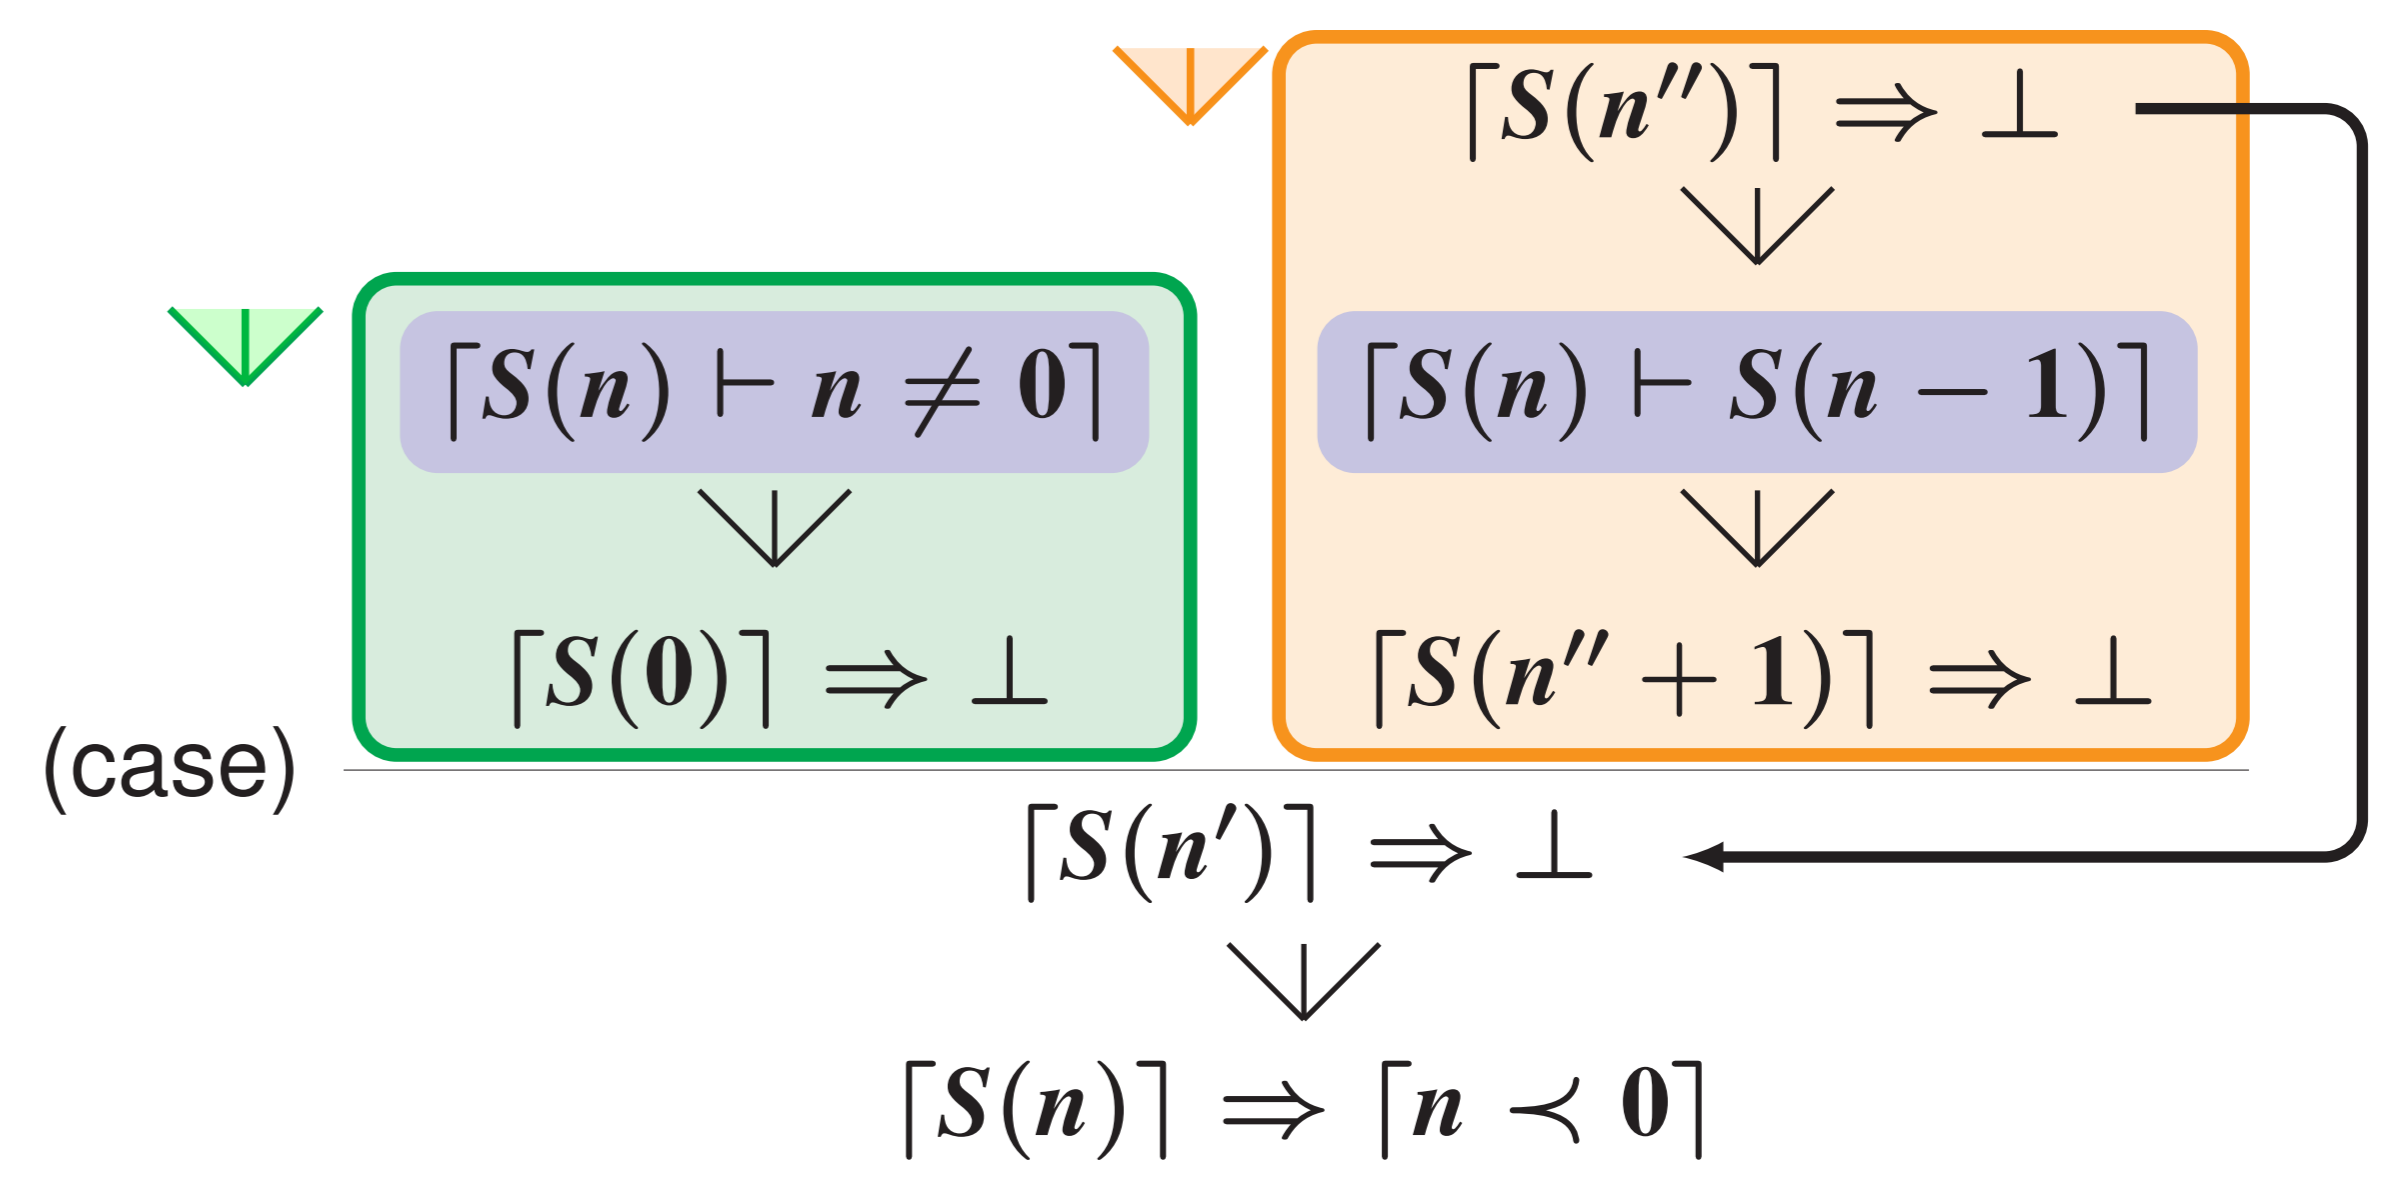 ⌈S(n″)⌉ ⇒ ⊥
⌈S(n) ⊢ n ≠ 0⌉
⌈S(n) ⊢ S(n − 1)⌉
⌈S(0)⌉ ⇒ ⊥
⌈S(n″ + 1)⌉ ⇒ ⊥
(case)
⌈S(n′)⌉ ⇒ ⊥
⌈S(n)⌉ ⇒ ⌈n ≺ 0⌉